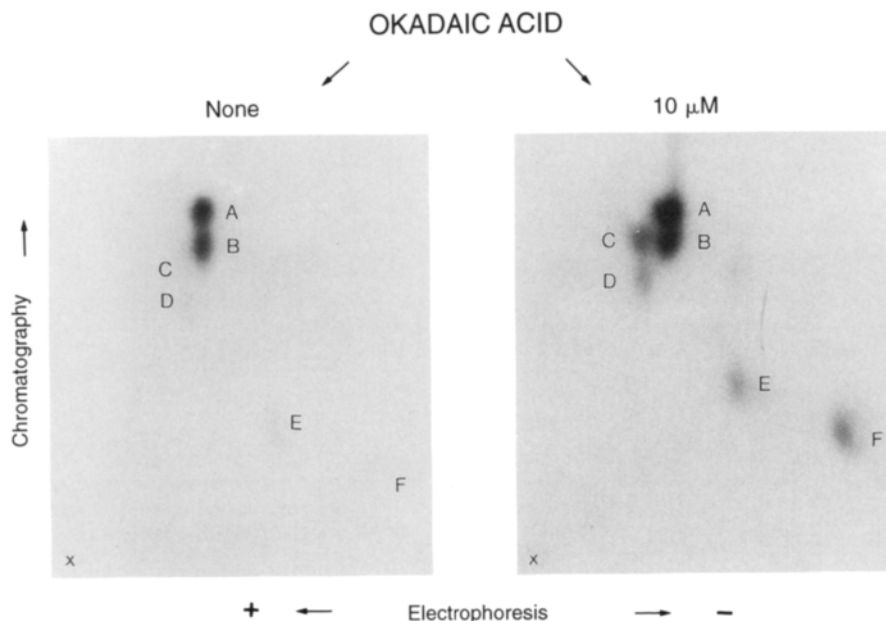 OKADAIC ACID
None
10 μM
A
B
C
D
E
F
x
A
B
C
D
E
F
x
Chromatography
+ Electrophoresis −